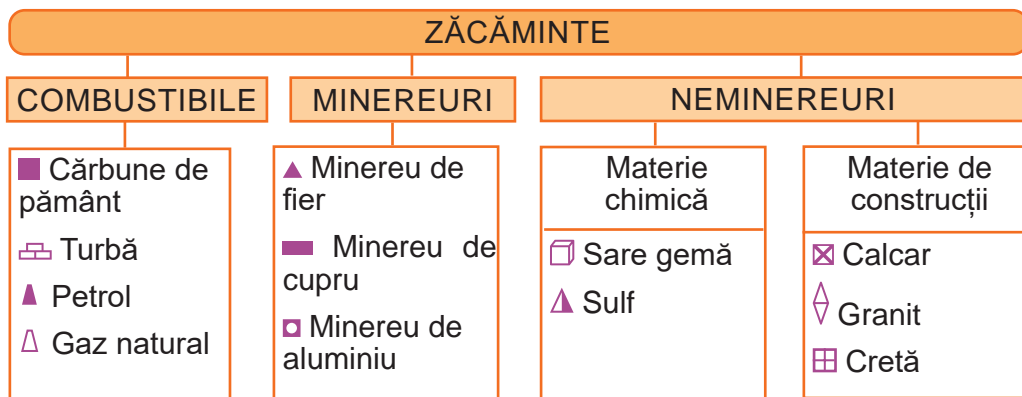 ZĂCĂMINTE
COMBUSTIBILE
MINEREURI
NEMINEREURI
Cărbune de
pământ
Turbă
Petrol
Gaz natural
Minereu de
fier
Minereu de
cupru
Minereu de
aluminiu
Materie
chimică
Sare gemă
Sulf
Materie de
construcții
Calcar
Granit
Cretă